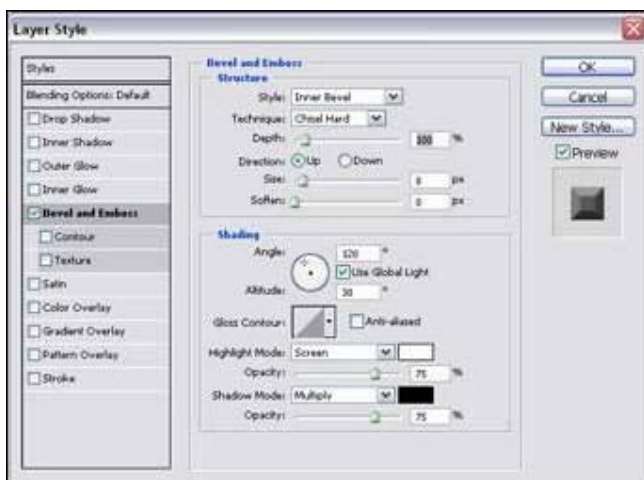 Layer Style
Styles
Blending Options: Default
Drop Shadow
Inner Shadow
Outer Glow
Inner Glow
Bevel and Emboss
Contour
Texture
Satin
Color Overlay
Gradient Overlay
Pattern Overlay
Stroke
Bevel and Emboss
Structure
Style: Inner Bevel
Technique: Chisel Hard
Depth: 100 %
Direction: Up Down
Size: px
Soften: px
Shading
Angle: 120 °
Use Global Light
Altitude: 30 °
Gloss Contour: Anti-aliased
Highlight Mode: Screen
Opacity: 75 %
Shadow Mode: Multiply
Opacity: 75 %
OK
Cancel
New Style...
Preview